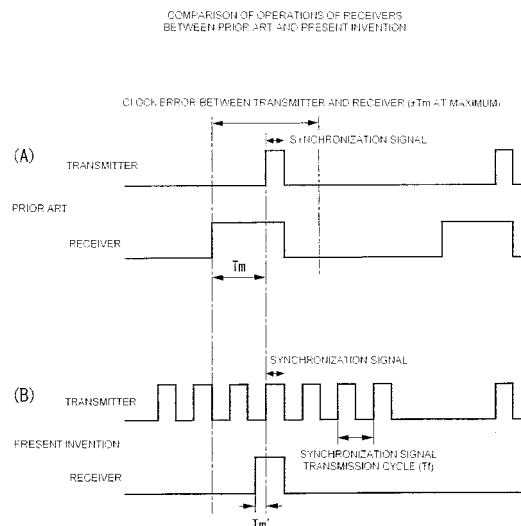 COMPARISON OF OPERATIONS OF RECEIVERS
BETWEEN PRIOR ART AND PRESENT INVENTION
CLOCK ERROR BETWEEN TRANSMITTER AND RECEIVER (±Tm AT MAXIMUM)
SYNCHRONIZATION SIGNAL
(A)
TRANSMITTER
PRIOR ART
RECEIVER
Tm
SYNCHRONIZATION SIGNAL
(B)
TRANSMITTER
PRESENT INVENTION
SYNCHRONIZATION SIGNAL
TRANSMISSION CYCLE (Tf)
RECEIVER
Tm'